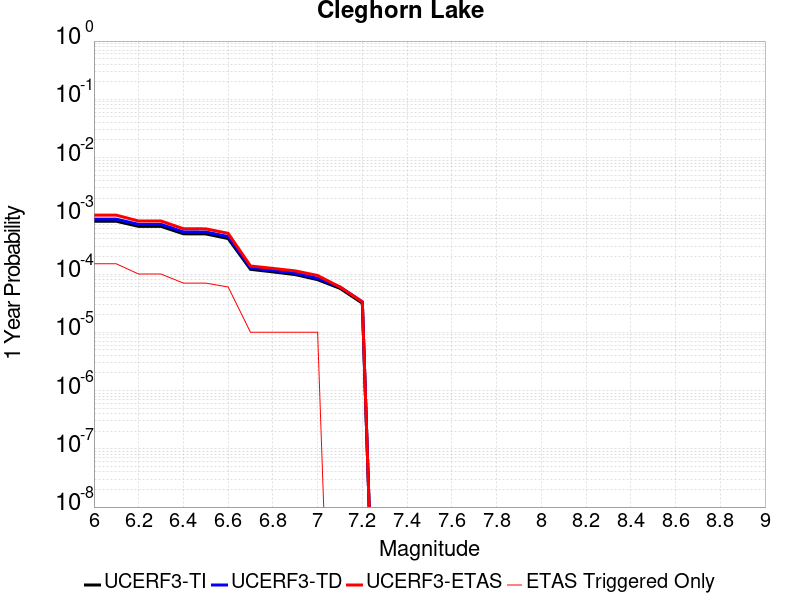 Cleghorn Lake
10^0
10^-1
10^-2
10^-3
10^-4
10^-5
10^-6
10^-7
10^-8
1 Year Probability
6 6.2 6.4 6.6 6.8 7 7.2 7.4 7.6 7.8 8 8.2 8.4 8.6 8.8 9
Magnitude
UCERF3-TI UCERF3-TD UCERF3-ETAS ETAS Triggered Only